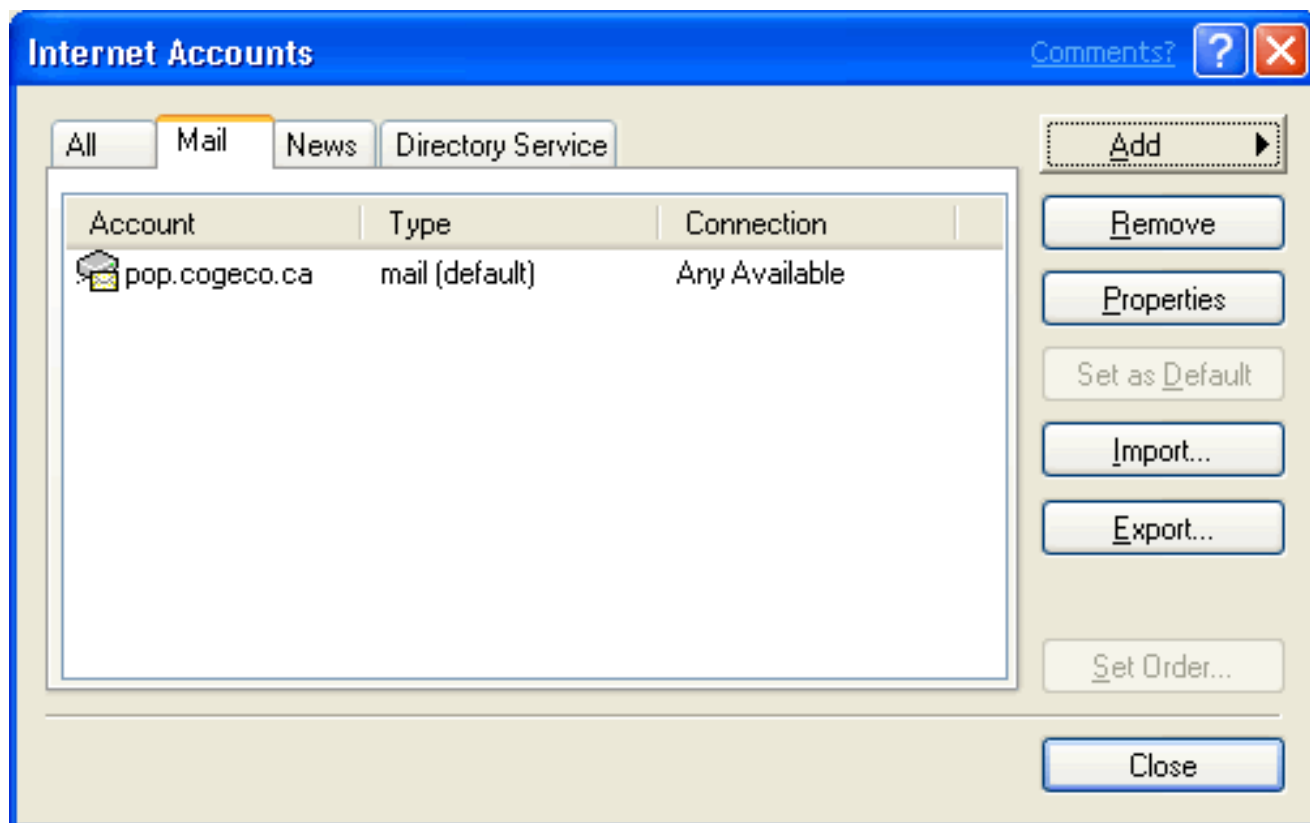 Internet Accounts Comments? ?
All Mail News Directory Service
Add
Account Type Connection
Remove
pop.cogeco.ca mail (default) Any Available
Properties
Set as Default
Import...
Export...
Set Order...
Close